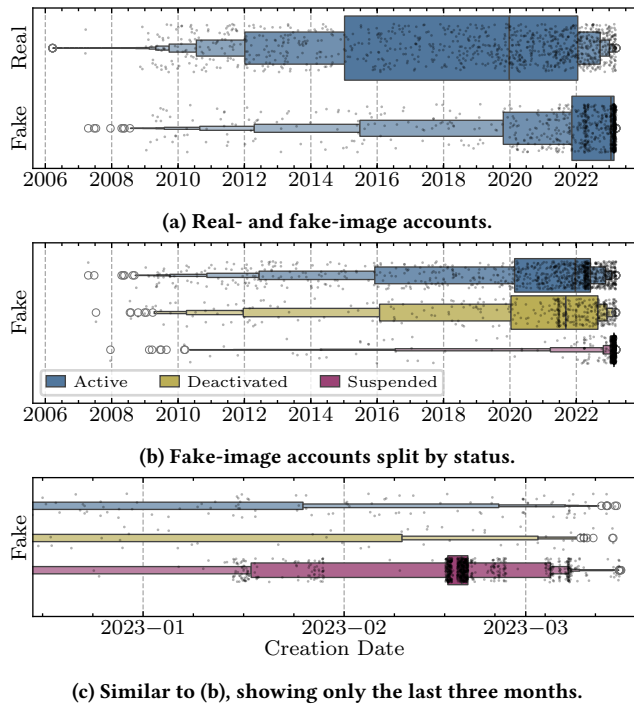 Real
Fake
2006 2008 2010 2012 2014 2016 2018 2020 2022
(a) Real- and fake-image accounts.
Fake
Active Deactivated Suspended
2006 2008 2010 2012 2014 2016 2018 2020 2022
(b) Fake-image accounts split by status.
Fake
2023−01 2023−02 2023−03
Creation Date
(c) Similar to (b), showing only the last three months.